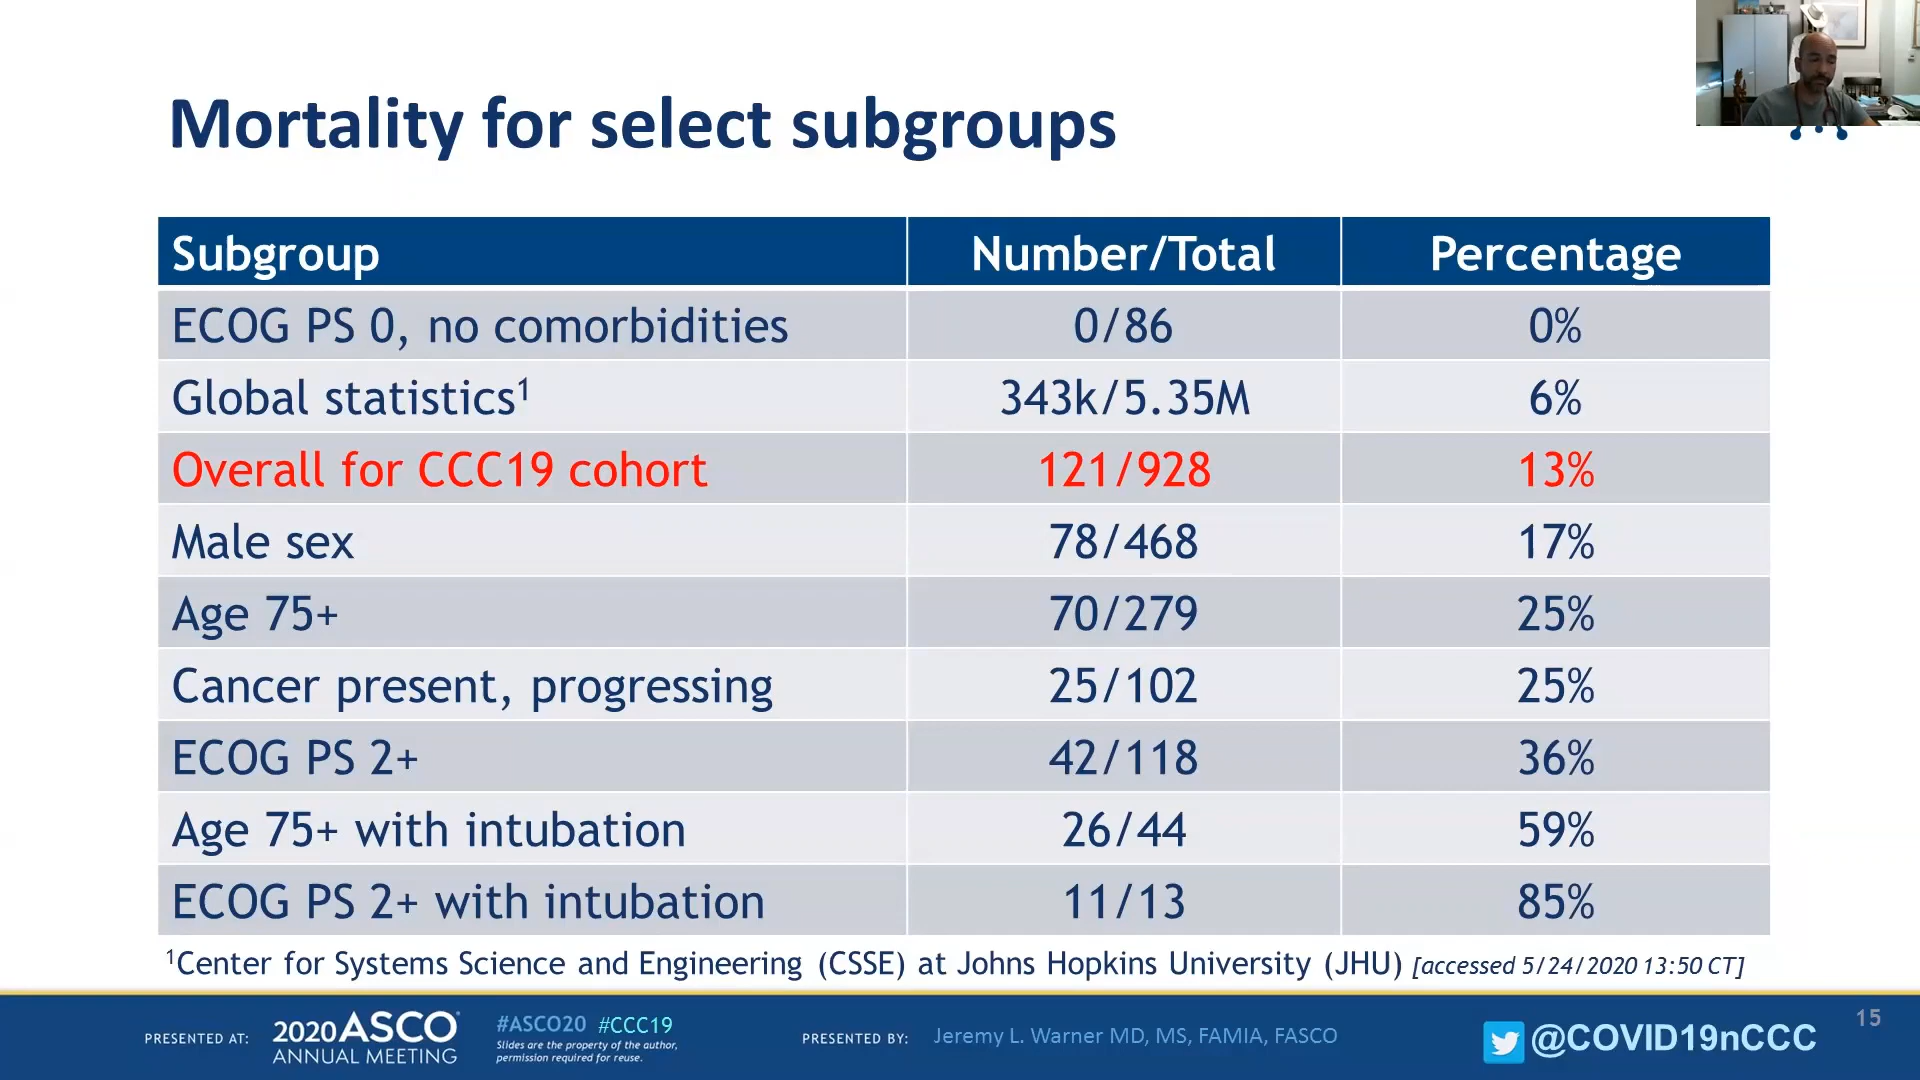 Mortality for select subgroups
Subgroup Number/Total Percentage
ECOG PS 0, no comorbidities 0/86 0%
Global statistics¹ 343k/5.35M 6%
Overall for CCC19 cohort 121/928 13%
Male sex 78/468 17%
Age 75+ 70/279 25%
Cancer present, progressing 25/102 25%
ECOG PS 2+ 42/118 36%
Age 75+ with intubation 26/44 59%
ECOG PS 2+ with intubation 11/13 85%
¹Center for Systems Science and Engineering (CSSE) at Johns Hopkins University (JHU) [accessed 5/24/2020 13:50 CT]
PRESENTED AT:
2020 ASCO®
ANNUAL MEETING
#ASCO20 #CCC19
Slides are the property of the author,
permission required for reuse.
PRESENTED BY: Jeremy L. Warner MD, MS, FAMIA, FASCO
@COVID19nCCC
15